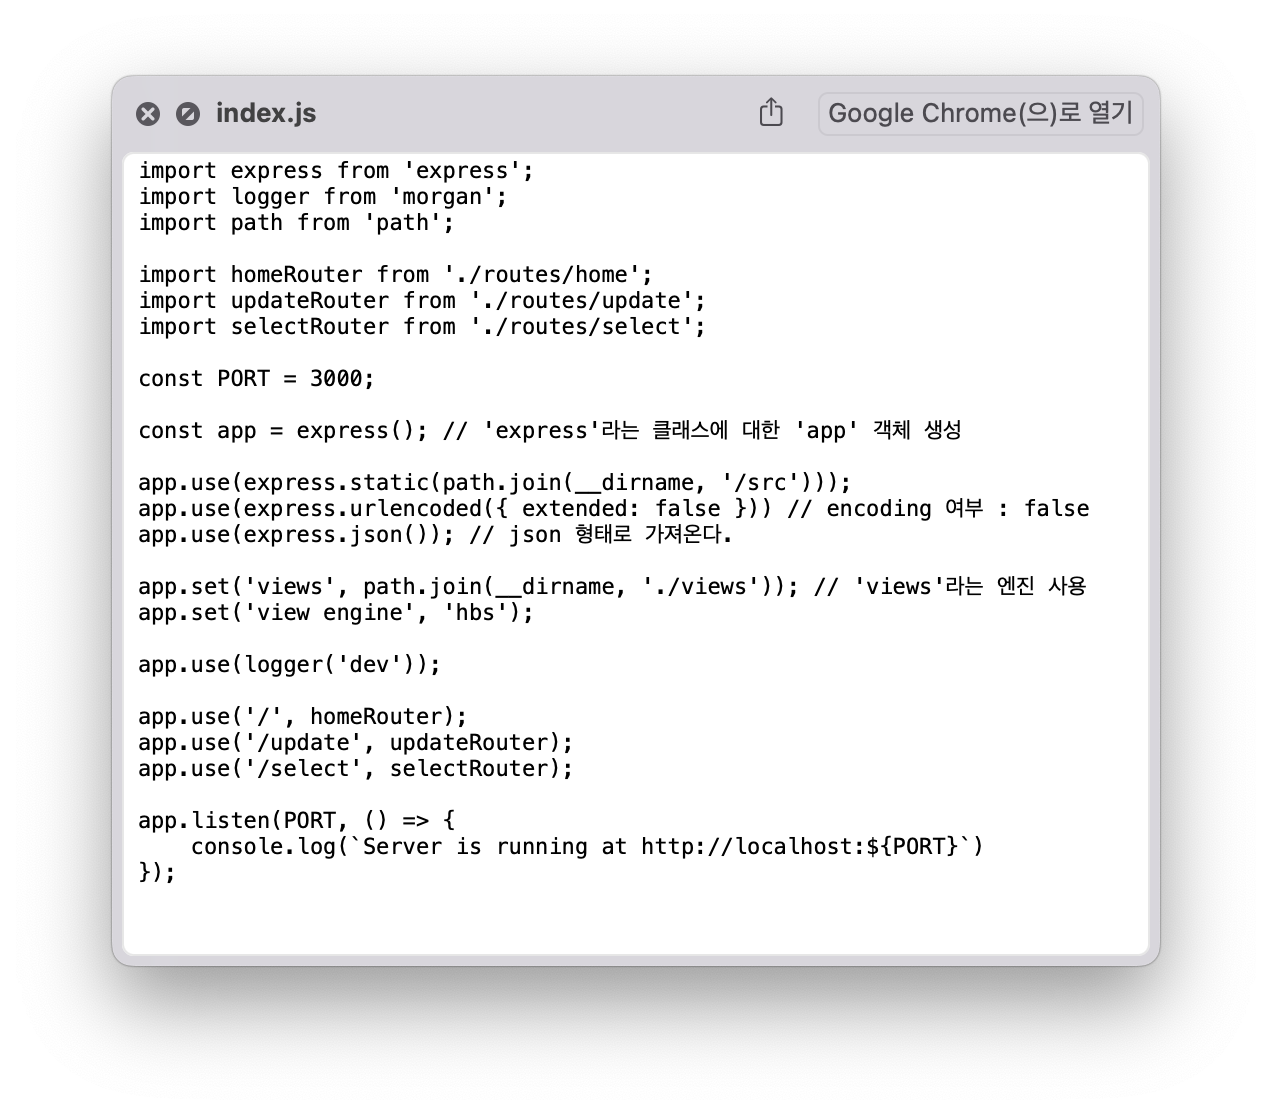 index.js
Google Chrome(으)로 열기
import express from 'express';
import logger from 'morgan';
import path from 'path';
import homeRouter from './routes/home';
import updateRouter from './routes/update';
import selectRouter from './routes/select';
const PORT = 3000;
const app = express(); // 'express'라는 클래스에 대한 'app' 객체 생성
app.use(express.static(path.join(__dirname, '/src')));
app.use(express.urlencoded({ extended: false })) // encoding 여부 : false
app.use(express.json()); // json 형태로 가져온다.
app.set('views', path.join(__dirname, './views')); // 'views'라는 엔진 사용
app.set('view engine', 'hbs');
app.use(logger('dev'));
app.use('/', homeRouter);
app.use('/update', updateRouter);
app.use('/select', selectRouter);
app.listen(PORT, () => {
    console.log(`Server is running at http://localhost:${PORT}`)
});